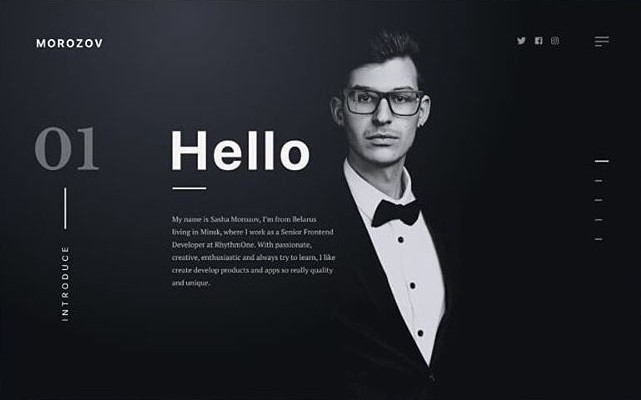 MOROZOV
01
Hello
INTRODUCE
My name is Sasha Morozov, I'm from Belarus
living in Minsk, where I work as a Senior Frontend
Developer at RhythmOne. With passionate,
creative, enthusiastic and always try to learn, I like
create develop products and apps so really quality
and unique.